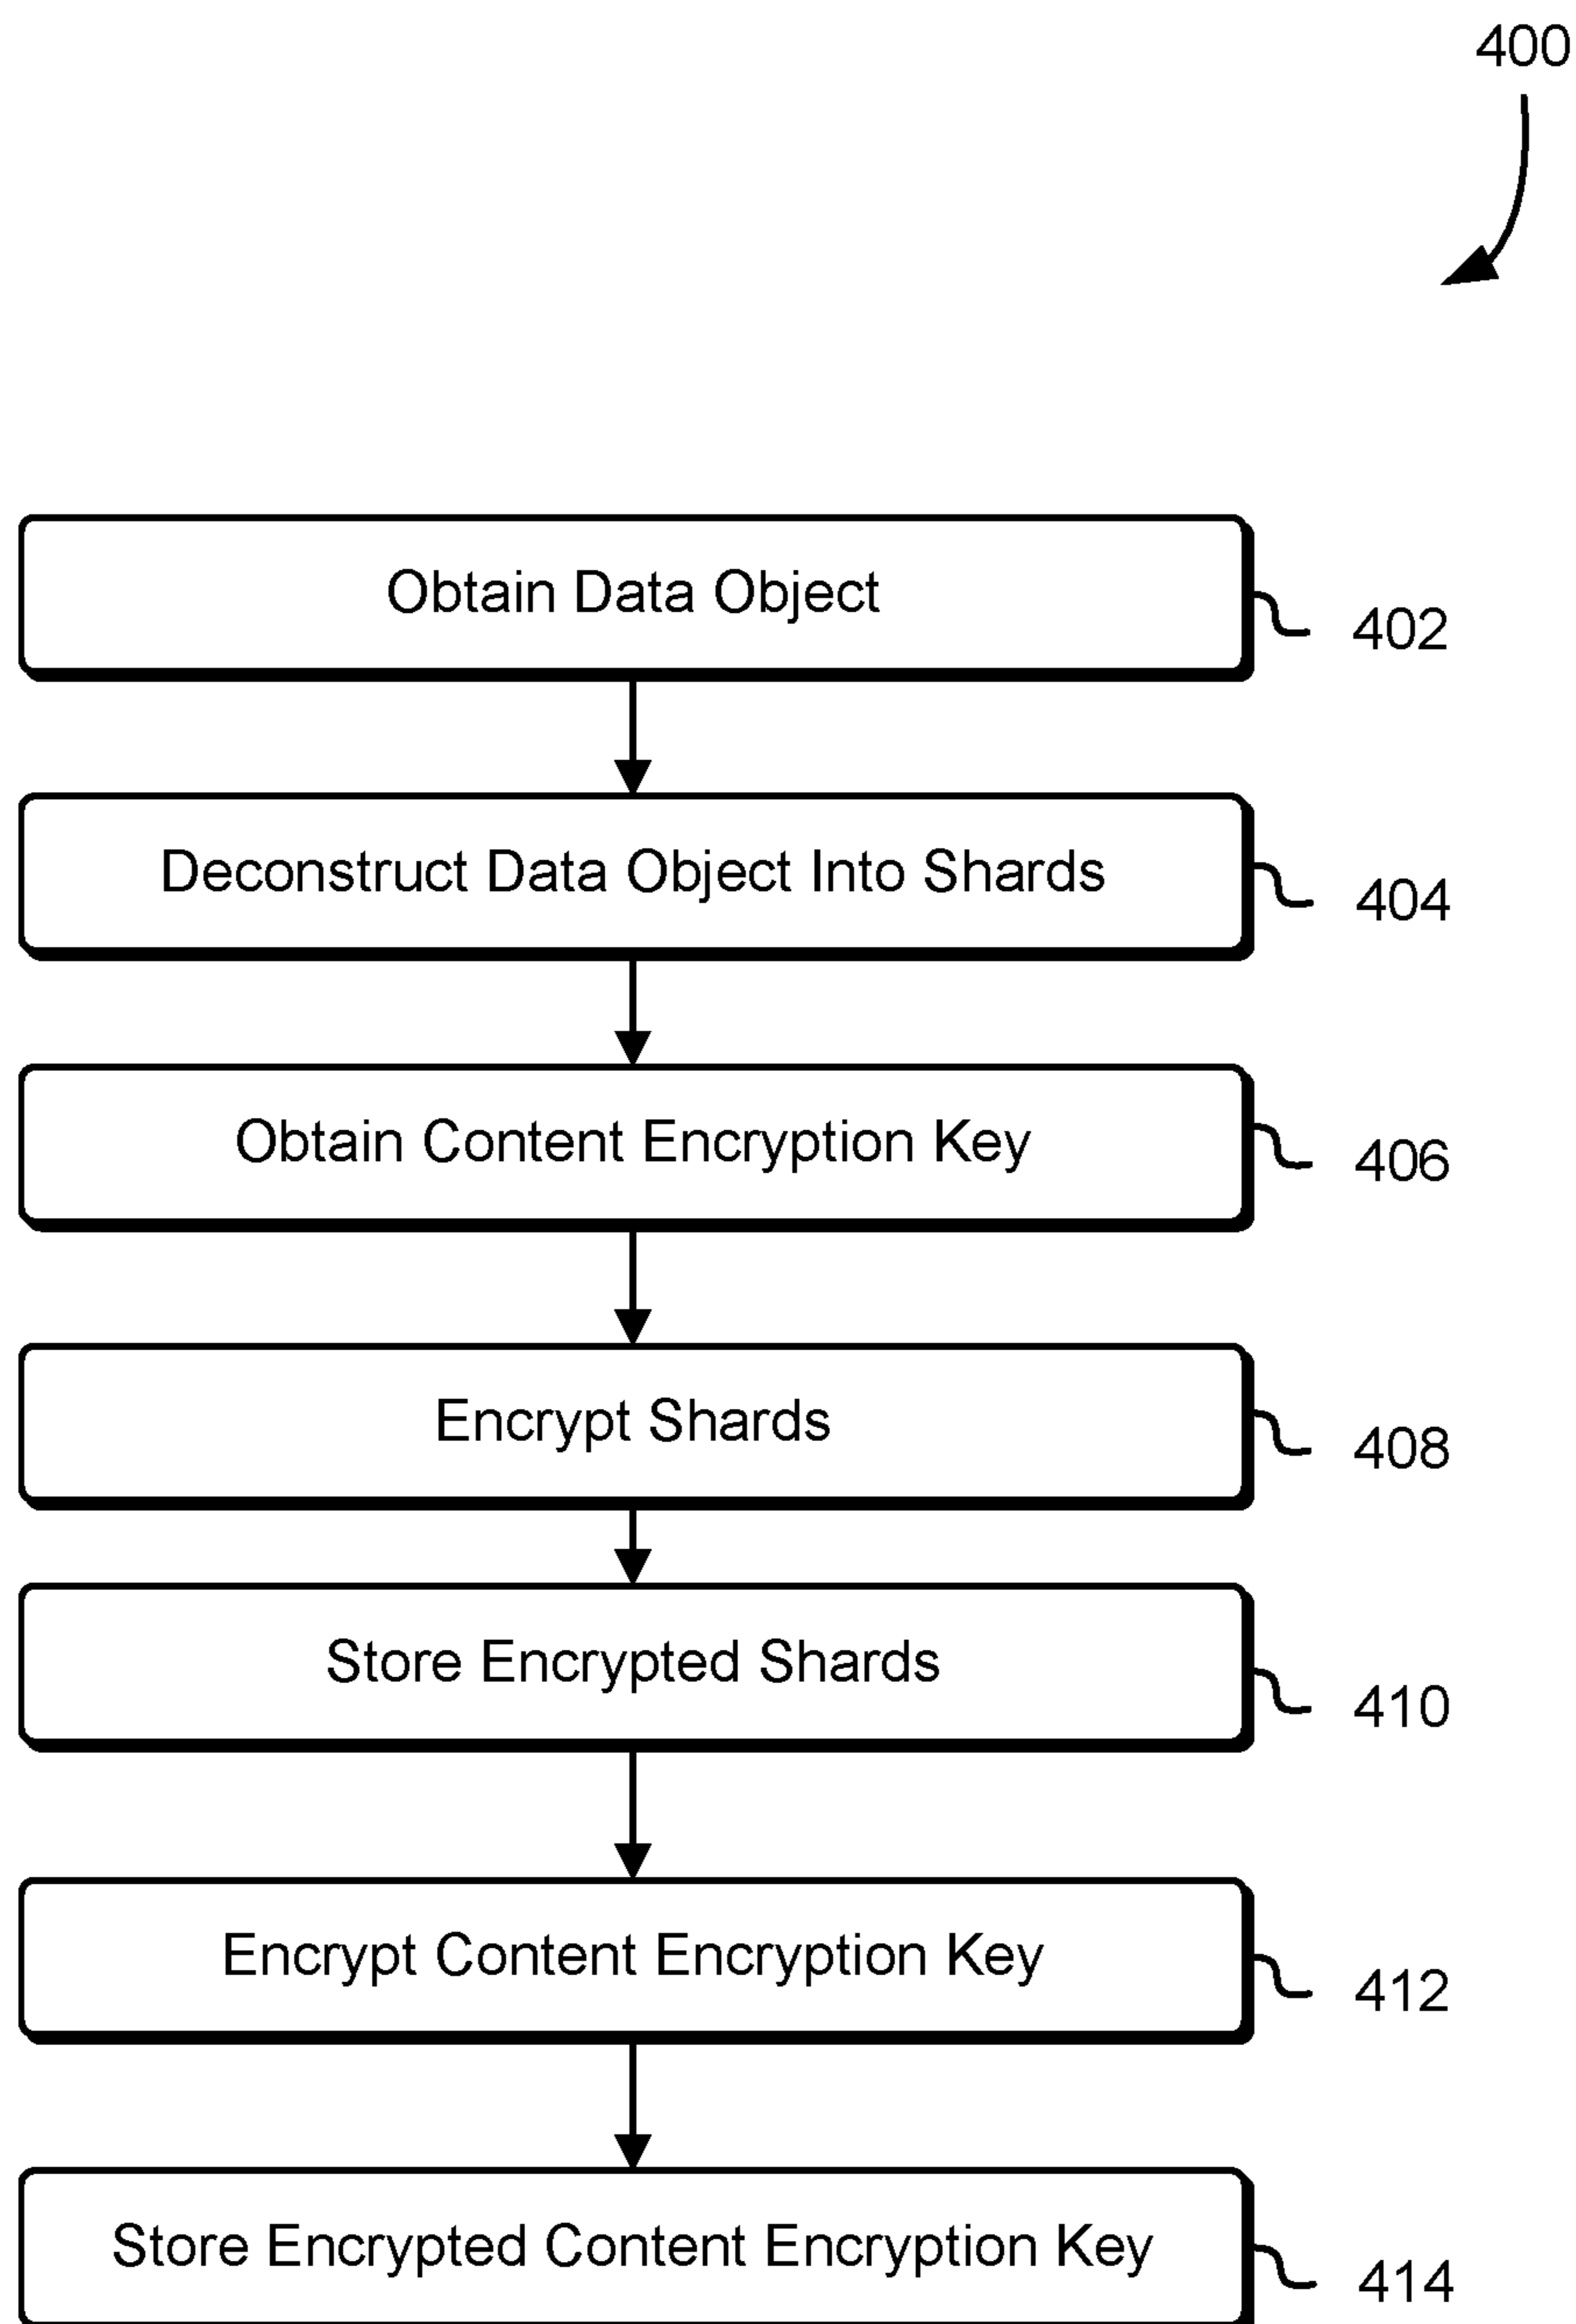 400
Obtain Data Object
402
Deconstruct Data Object Into Shards
404
Obtain Content Encryption Key
406
Encrypt Shards
408
Store Encrypted Shards
410
Encrypt Content Encryption Key
412
Store Encrypted Content Encryption Key
414